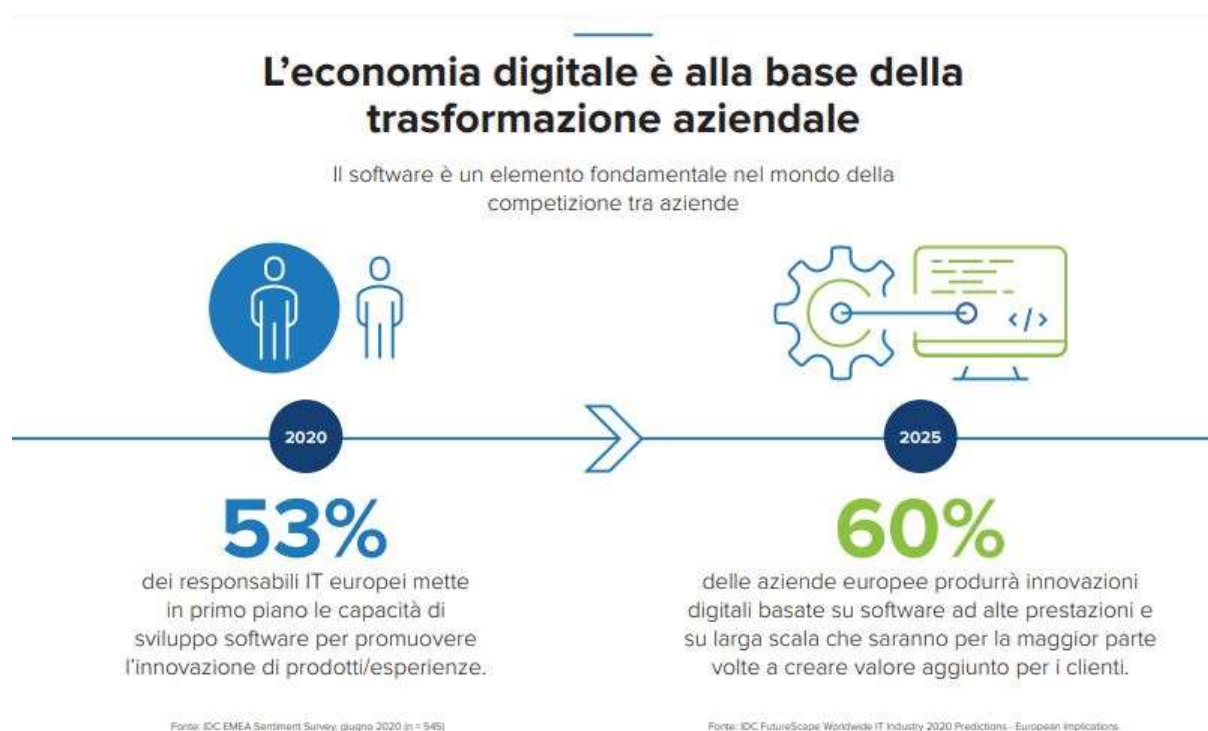 L'economia digitale è alla base della
trasformazione aziendale
Il software è un elemento fondamentale nel mondo della
competizione tra aziende
</>
2020
2025
53%
dei responsabili IT europei mette
in primo piano le capacità di
sviluppo software per promuovere
l'innovazione di prodotti/esperienze.
60%
delle aziende europee produrrà innovazioni
digitali basate su software ad alte prestazioni e
su larga scala che saranno per la maggior parte
volte a creare valore aggiunto per i clienti.
Fonte: IDC EMEA Sentiment Survey, giugno 2020 (n = 545)
Fonte: IDC FutureScape Worldwide IT Industry 2020 Predictions - European Implications.